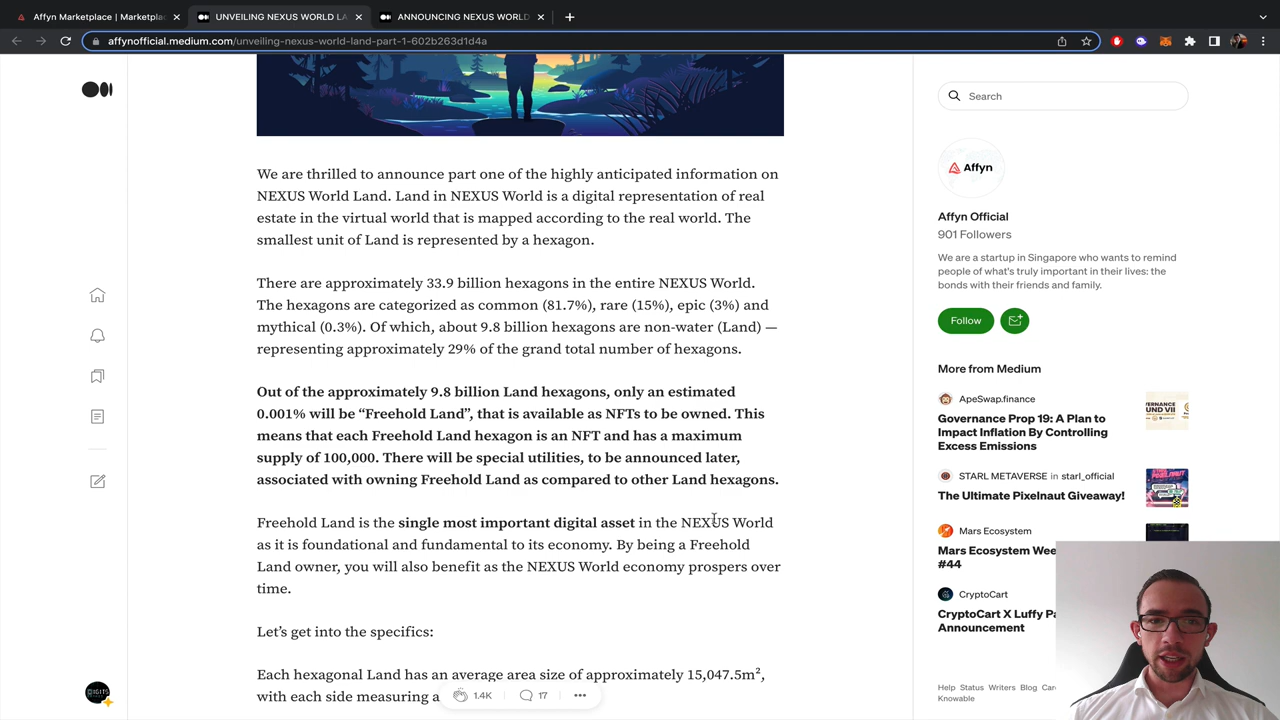 Affyn Marketplace | Marketplac
UNVEILING NEXUS WORLD LA
ANNOUNCING NEXUS WORLD
affynofficial.medium.com/unveiling-nexus-world-land-part-1-602b263d1d4a
We are thrilled to announce part one of the highly anticipated information on
NEXUS World Land. Land in NEXUS World is a digital representation of real
estate in the virtual world that is mapped according to the real world. The
smallest unit of Land is represented by a hexagon.
There are approximately 33.9 billion hexagons in the entire NEXUS World.
The hexagons are categorized as common (81.7%), rare (15%), epic (3%) and
mythical (0.3%). Of which, about 9.8 billion hexagons are non-water (Land) —
representing approximately 29% of the grand total number of hexagons.
Out of the approximately 9.8 billion Land hexagons, only an estimated
0.001% will be “Freehold Land”, that is available as NFTs to be owned. This
means that each Freehold Land hexagon is an NFT and has a maximum
supply of 100,000. There will be special utilities, to be announced later,
associated with owning Freehold Land as compared to other Land hexagons.
Freehold Land is the single most important digital asset in the NEXUS World
as it is foundational and fundamental to its economy. By being a Freehold
Land owner, you will also benefit as the NEXUS World economy prospers over
time.
Let’s get into the specifics:
Each hexagonal Land has an average area size of approximately 15,047.5m²,
with each side measuring a
1.4K
17
Search
Affyn
Affyn Official
901 Followers
We are a startup in Singapore who wants to remind
people of what's truly important in their lives: the
bonds with their friends and family.
Follow
More from Medium
ApeSwap.finance
Governance Prop 19: A Plan to
Impact Inflation By Controlling
Excess Emissions
STARL METAVERSE in starl_official
The Ultimate Pixelnaut Giveaway!
Mars Ecosystem
Mars Ecosystem Wee
#44
CryptoCart
CryptoCart X Luffy Pa
Announcement
Help Status Writers Blog Car
Knowable